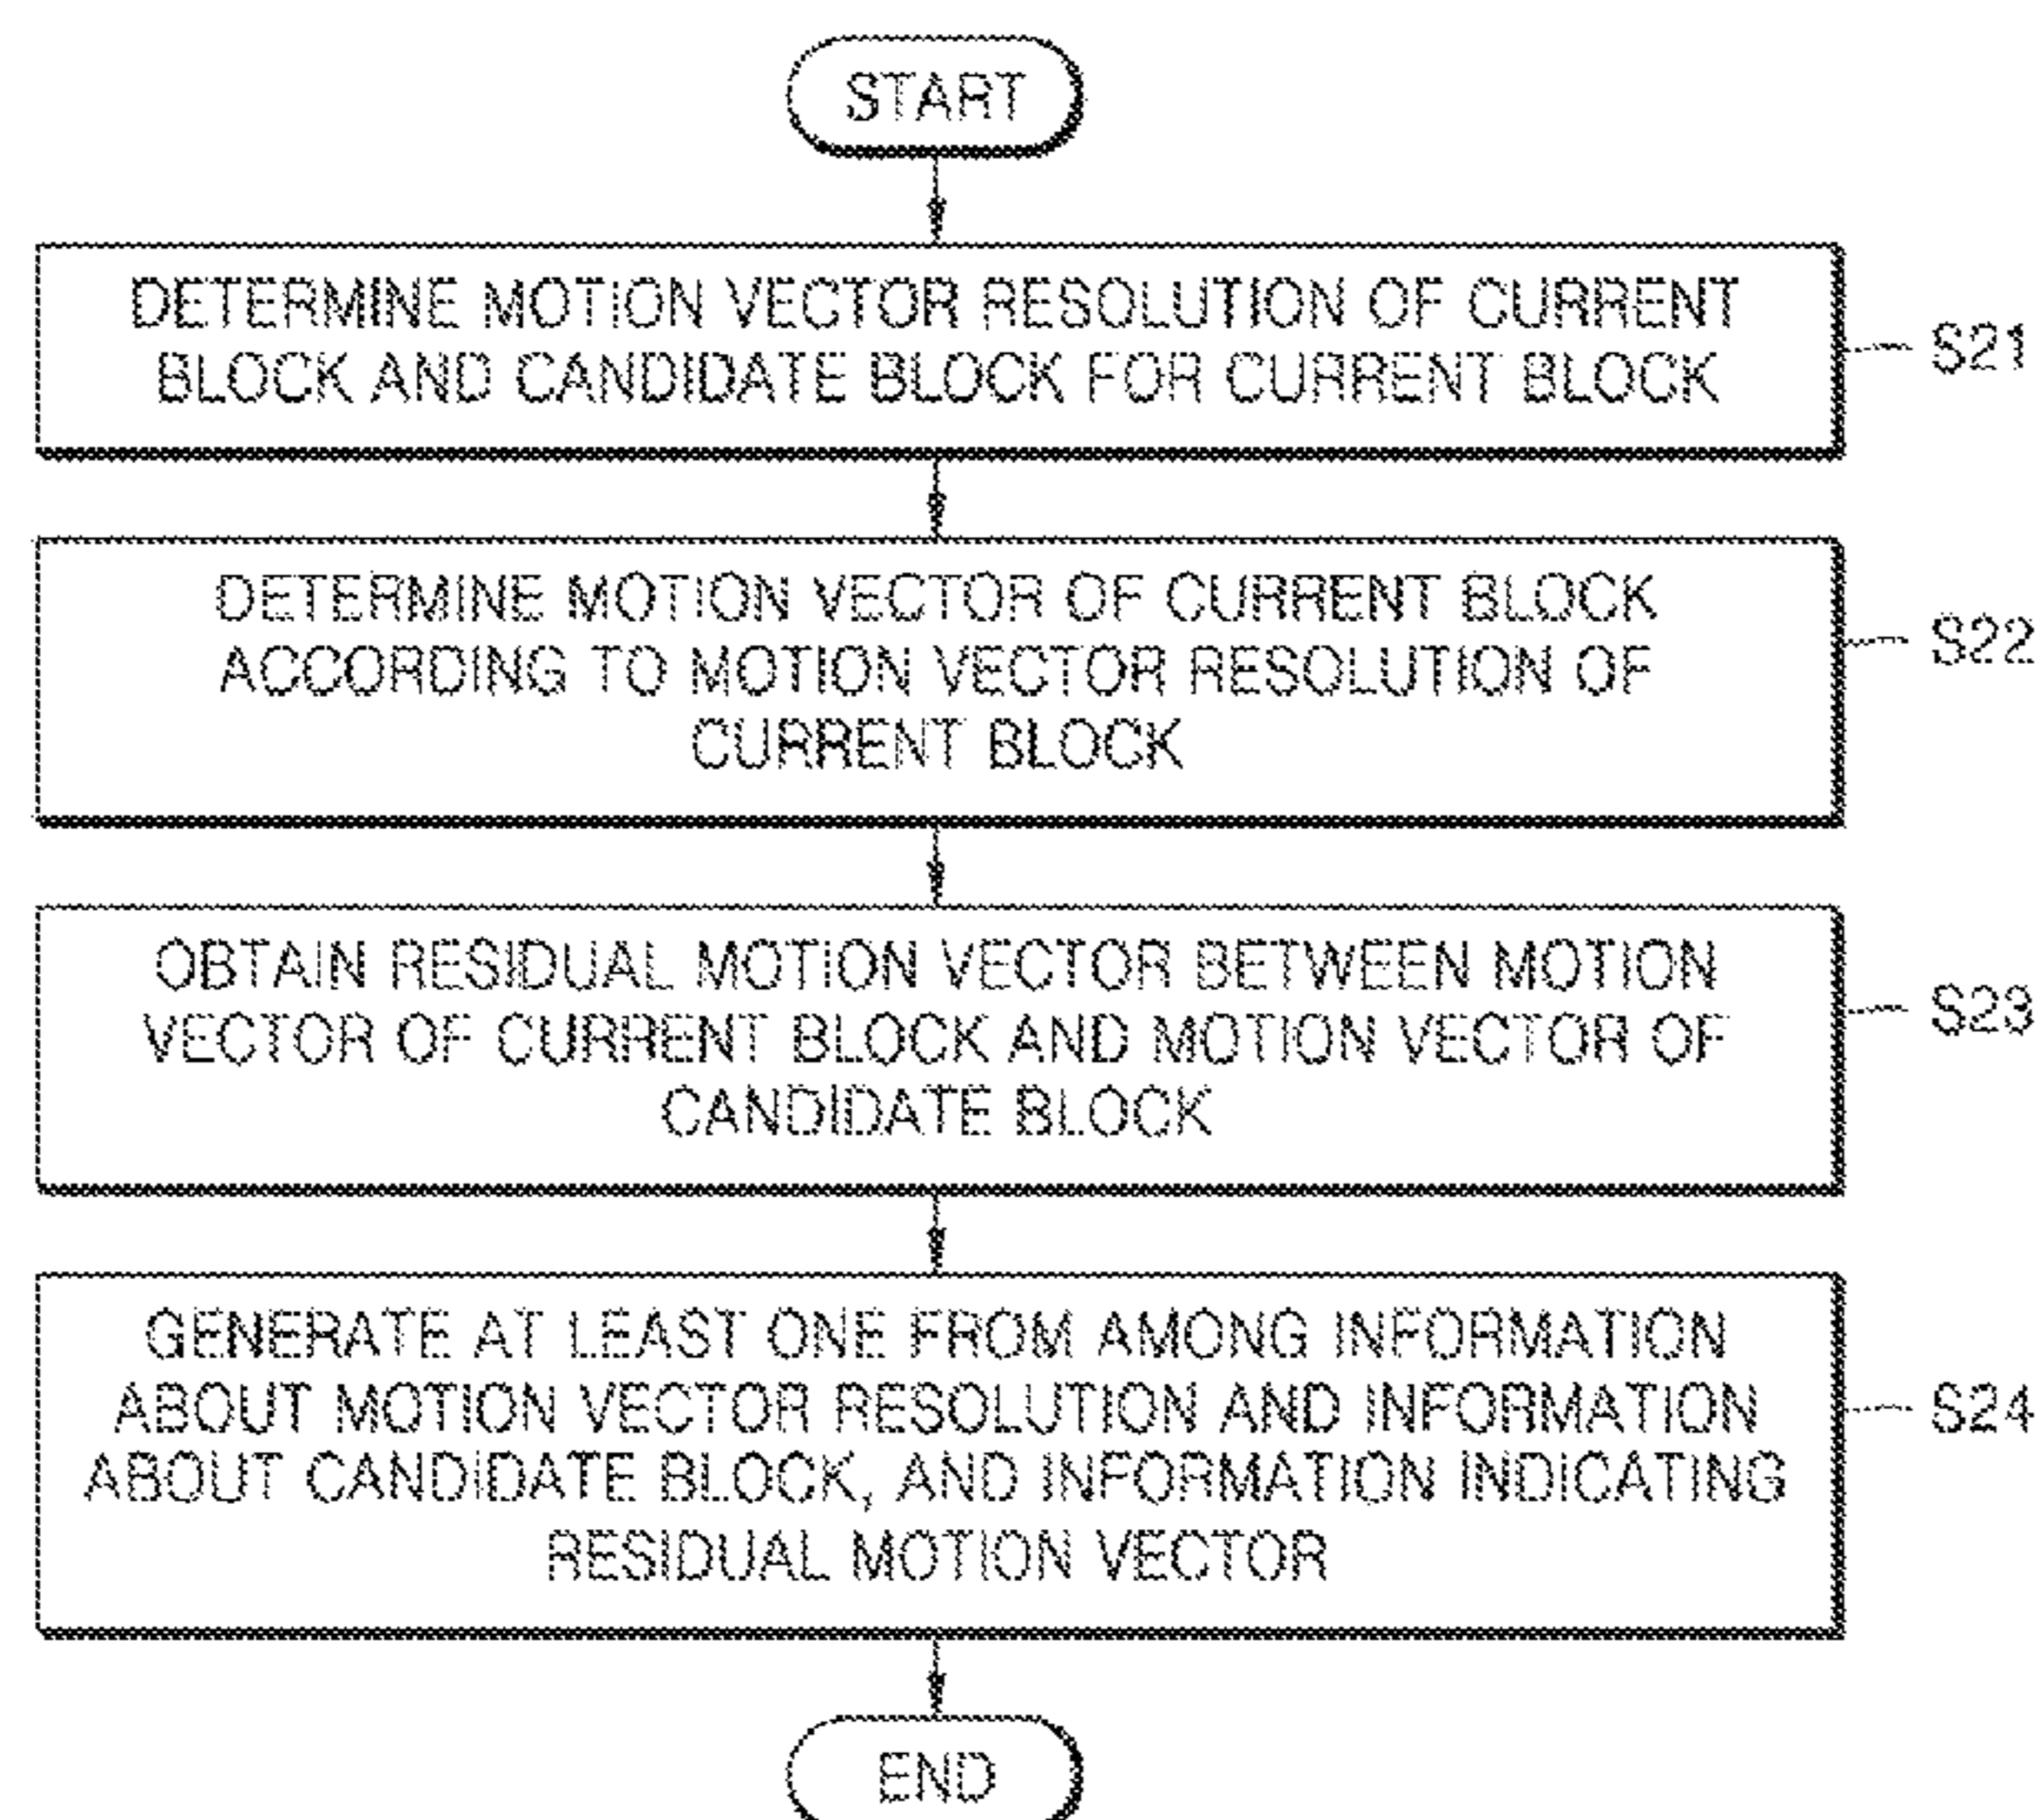 START
DETERMINE MOTION VECTOR RESOLUTION OF CURRENT
BLOCK AND CANDIDATE BLOCK FOR CURRENT BLOCK
S21
DETERMINE MOTION VECTOR OF CURRENT BLOCK
ACCORDING TO MOTION VECTOR RESOLUTION OF
CURRENT BLOCK
S22
OBTAIN RESIDUAL MOTION VECTOR BETWEEN MOTION
VECTOR OF CURRENT BLOCK AND MOTION VECTOR OF
CANDIDATE BLOCK
S23
GENERATE AT LEAST ONE FROM AMONG INFORMATION
ABOUT MOTION VECTOR RESOLUTION AND INFORMATION
ABOUT CANDIDATE BLOCK, AND INFORMATION INDICATING
RESIDUAL MOTION VECTOR
S24
END